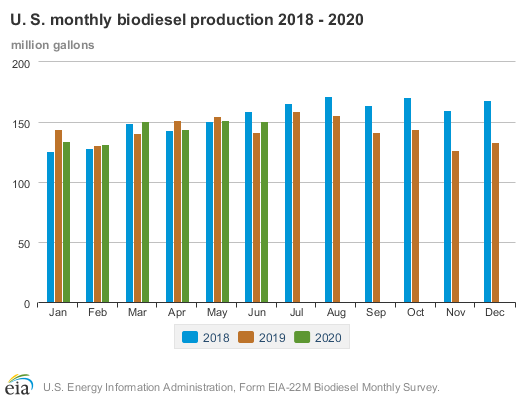 U. S. monthly biodiesel production 2018 - 2020
million gallons
200
150
100
50
0
Jan Feb Mar Apr May Jun Jul Aug Sep Oct Nov Dec
2018 2019 2020
eia U.S. Energy Information Administration, Form EIA-22M Biodiesel Monthly Survey.